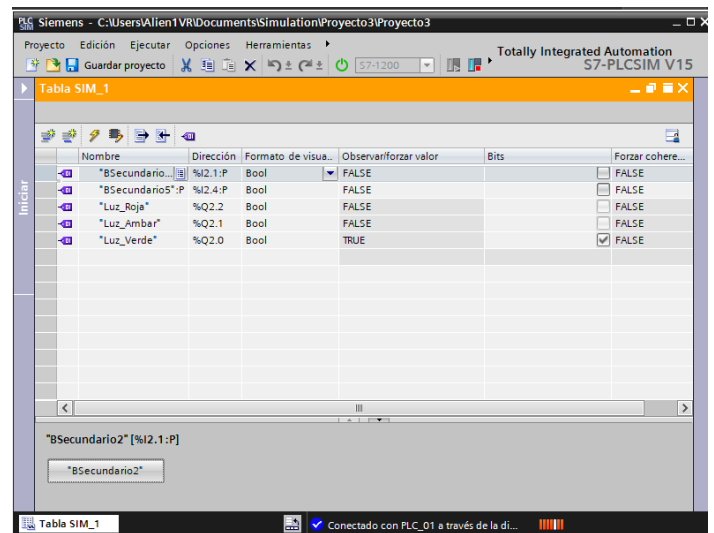 PLC SIM Siemens - C:\Users\Alien1VR\Documents\Simulation\Proyecto3\Proyecto3
Proyecto Edición Ejecutar Opciones Herramientas
Totally Integrated Automation
S7-PLCSIM V15
Guardar proyecto S7-1200
Tabla SIM_1
Nombre Dirección Formato de visua.. Observar/forzar valor Bits Forzar cohere...
"BSecundario... %I2.1:P Bool FALSE FALSE
"BSecundario5":P %I2.4:P Bool FALSE FALSE
"Luz_Roja" %Q2.2 Bool FALSE FALSE
"Luz_Ambar" %Q2.1 Bool FALSE FALSE
"Luz_Verde" %Q2.0 Bool TRUE FALSE
Iniciar
"BSecundario2" [%I2.1:P]
"BSecundario2"
Tabla SIM_1 Conectado con PLC_01 a través de la di...